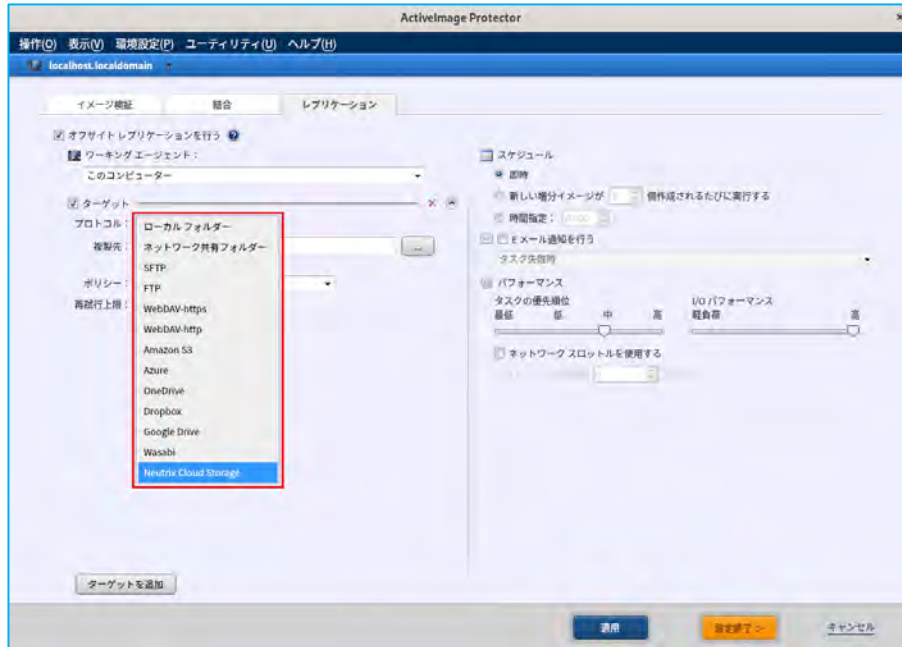 ActiveImage Protector
操作(O) 表示(V) 環境設定(P) ユーティリティ(U) ヘルプ(H)
localhost.localdomain
イメージ検証 結合 レプリケーション
オフサイトレプリケーションを行う
ワーキングエージェント：
このコンピューター
ターゲット
プロトコル：
複製先：
...
ポリシー：
再試行上限：
ローカルフォルダー
ネットワーク共有フォルダー
SFTP
FTP
WebDAV-https
WebDAV-http
Amazon S3
Azure
OneDrive
Dropbox
Google Drive
Wasabi
Neutrix Cloud Storage
ターゲットを追加
スケジュール
即時
新しい増分イメージが 個作成されるたびに実行する
時間指定：
Eメール通知を行う
タスク失敗時
パフォーマンス
タスクの優先順位
最低 低 中 高
I/O パフォーマンス
軽負荷 高
ネットワーク スロットルを使用する
適用
設定終了 >
キャンセル